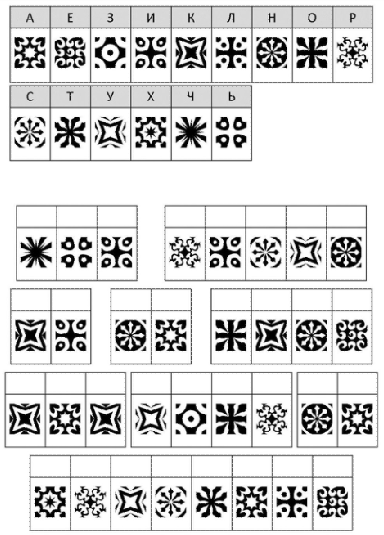 А Е З И К Л Н О Р
С Т У Х Ч Ь